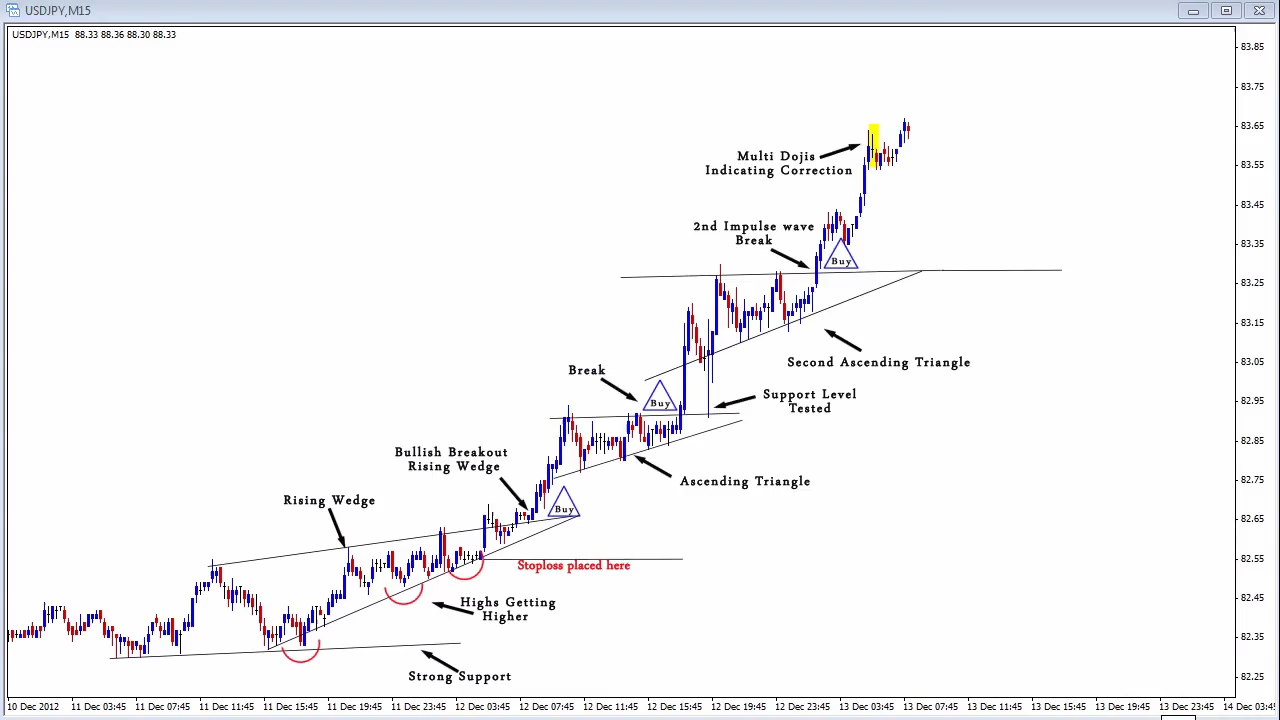 USDJPY,M15
USDJPY,M15 88.33 88.36 88.30 88.33
83.85
83.75
83.65
Multi Dojis
Indicating Correction
83.55
83.45
2nd Impulse wave
Break
83.35
Buy
83.25
83.15
Second Ascending Triangle
83.05
Break
Support Level
Tested
82.95
Buy
82.85
Bullish Breakout
Rising Wedge
Ascending Triangle
82.75
Rising Wedge
Buy
82.65
82.55
Stoploss placed here
Highs Getting
Higher
82.45
82.35
Strong Support
82.25
10 Dec 2012 11 Dec 03:45 11 Dec 07:45 11 Dec 11:45 11 Dec 15:45 11 Dec 19:45 11 Dec 23:45 12 Dec 03:45 12 Dec 07:45 12 Dec 11:45 12 Dec 15:45 12 Dec 19:45 12 Dec 23:45 13 Dec 03:45 13 Dec 07:45 13 Dec 11:45 13 Dec 15:45 13 Dec 19:45 13 Dec 23:45 14 Dec 03:45